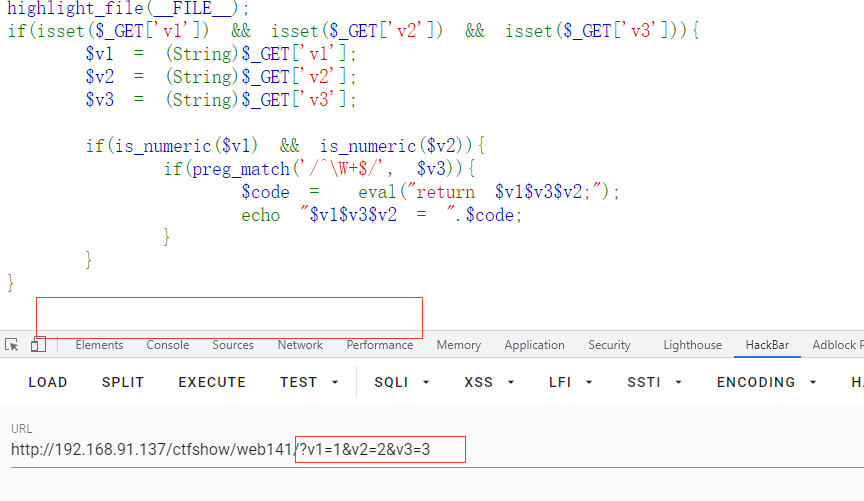 highlight_file(__FILE__);
if(isset($_GET['v1']) && isset($_GET['v2']) && isset($_GET['v3'])){
$v1 = (String)$_GET['v1'];
$v2 = (String)$_GET['v2'];
$v3 = (String)$_GET['v3'];
if(is_numeric($v1) && is_numeric($v2)){
if(preg_match('/^\W+$/', $v3)){
$code = eval("return $v1$v3$v2;");
echo "$v1$v3$v2 = ".$code;
}
}
}
Elements Console Sources Network Performance Memory Application Security Lighthouse HackBar Adblock
LOAD SPLIT EXECUTE TEST SQLI XSS LFI SSTI ENCODING
URL
http://192.168.91.137/ctfshow/web141/?v1=1&v2=2&v3=3